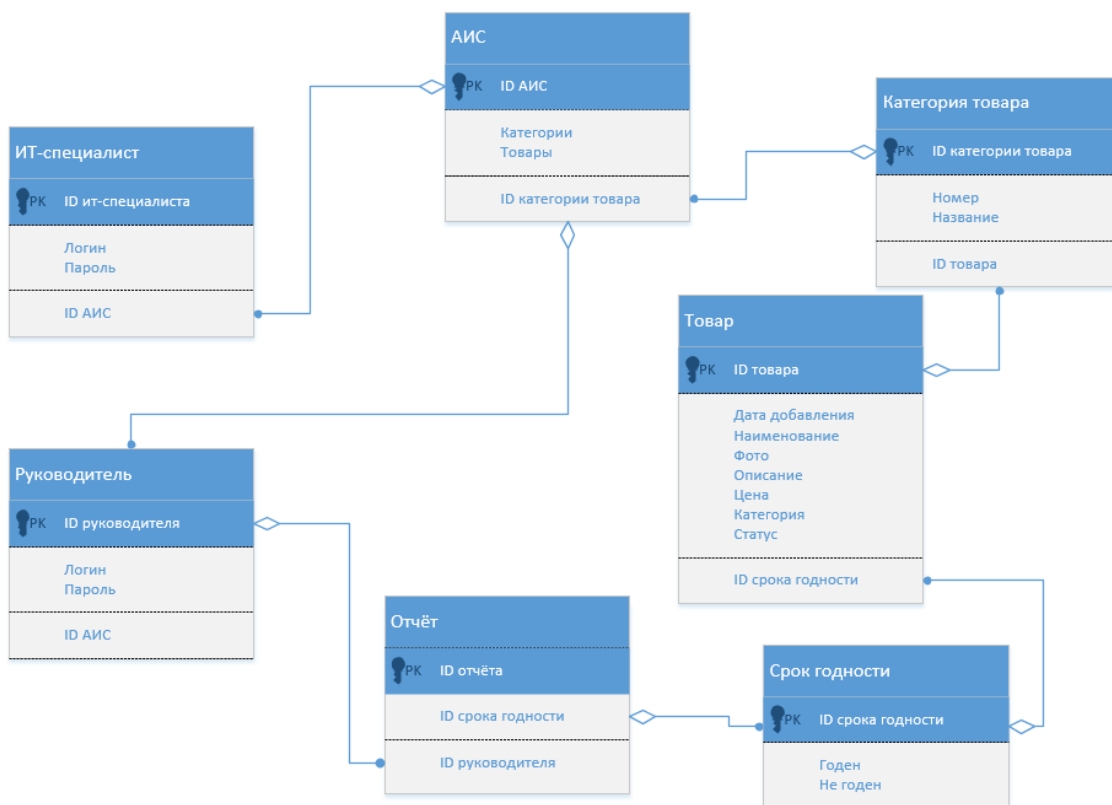 АИС
PK ID АИС
Категории
Товары
ID категории товара
Категория товара
PK ID категории товара
Номер
Название
ID товара
ИТ-специалист
PK ID ит-специалиста
Логин
Пароль
ID АИС
Товар
PK ID товара
Дата добавления
Наименование
Фото
Описание
Цена
Категория
Статус
ID срока годности
Руководитель
PK ID руководителя
Логин
Пароль
ID АИС
Отчёт
PK ID отчёта
ID срока годности
ID руководителя
Срок годности
PK ID срока годности
Годен
Не годен